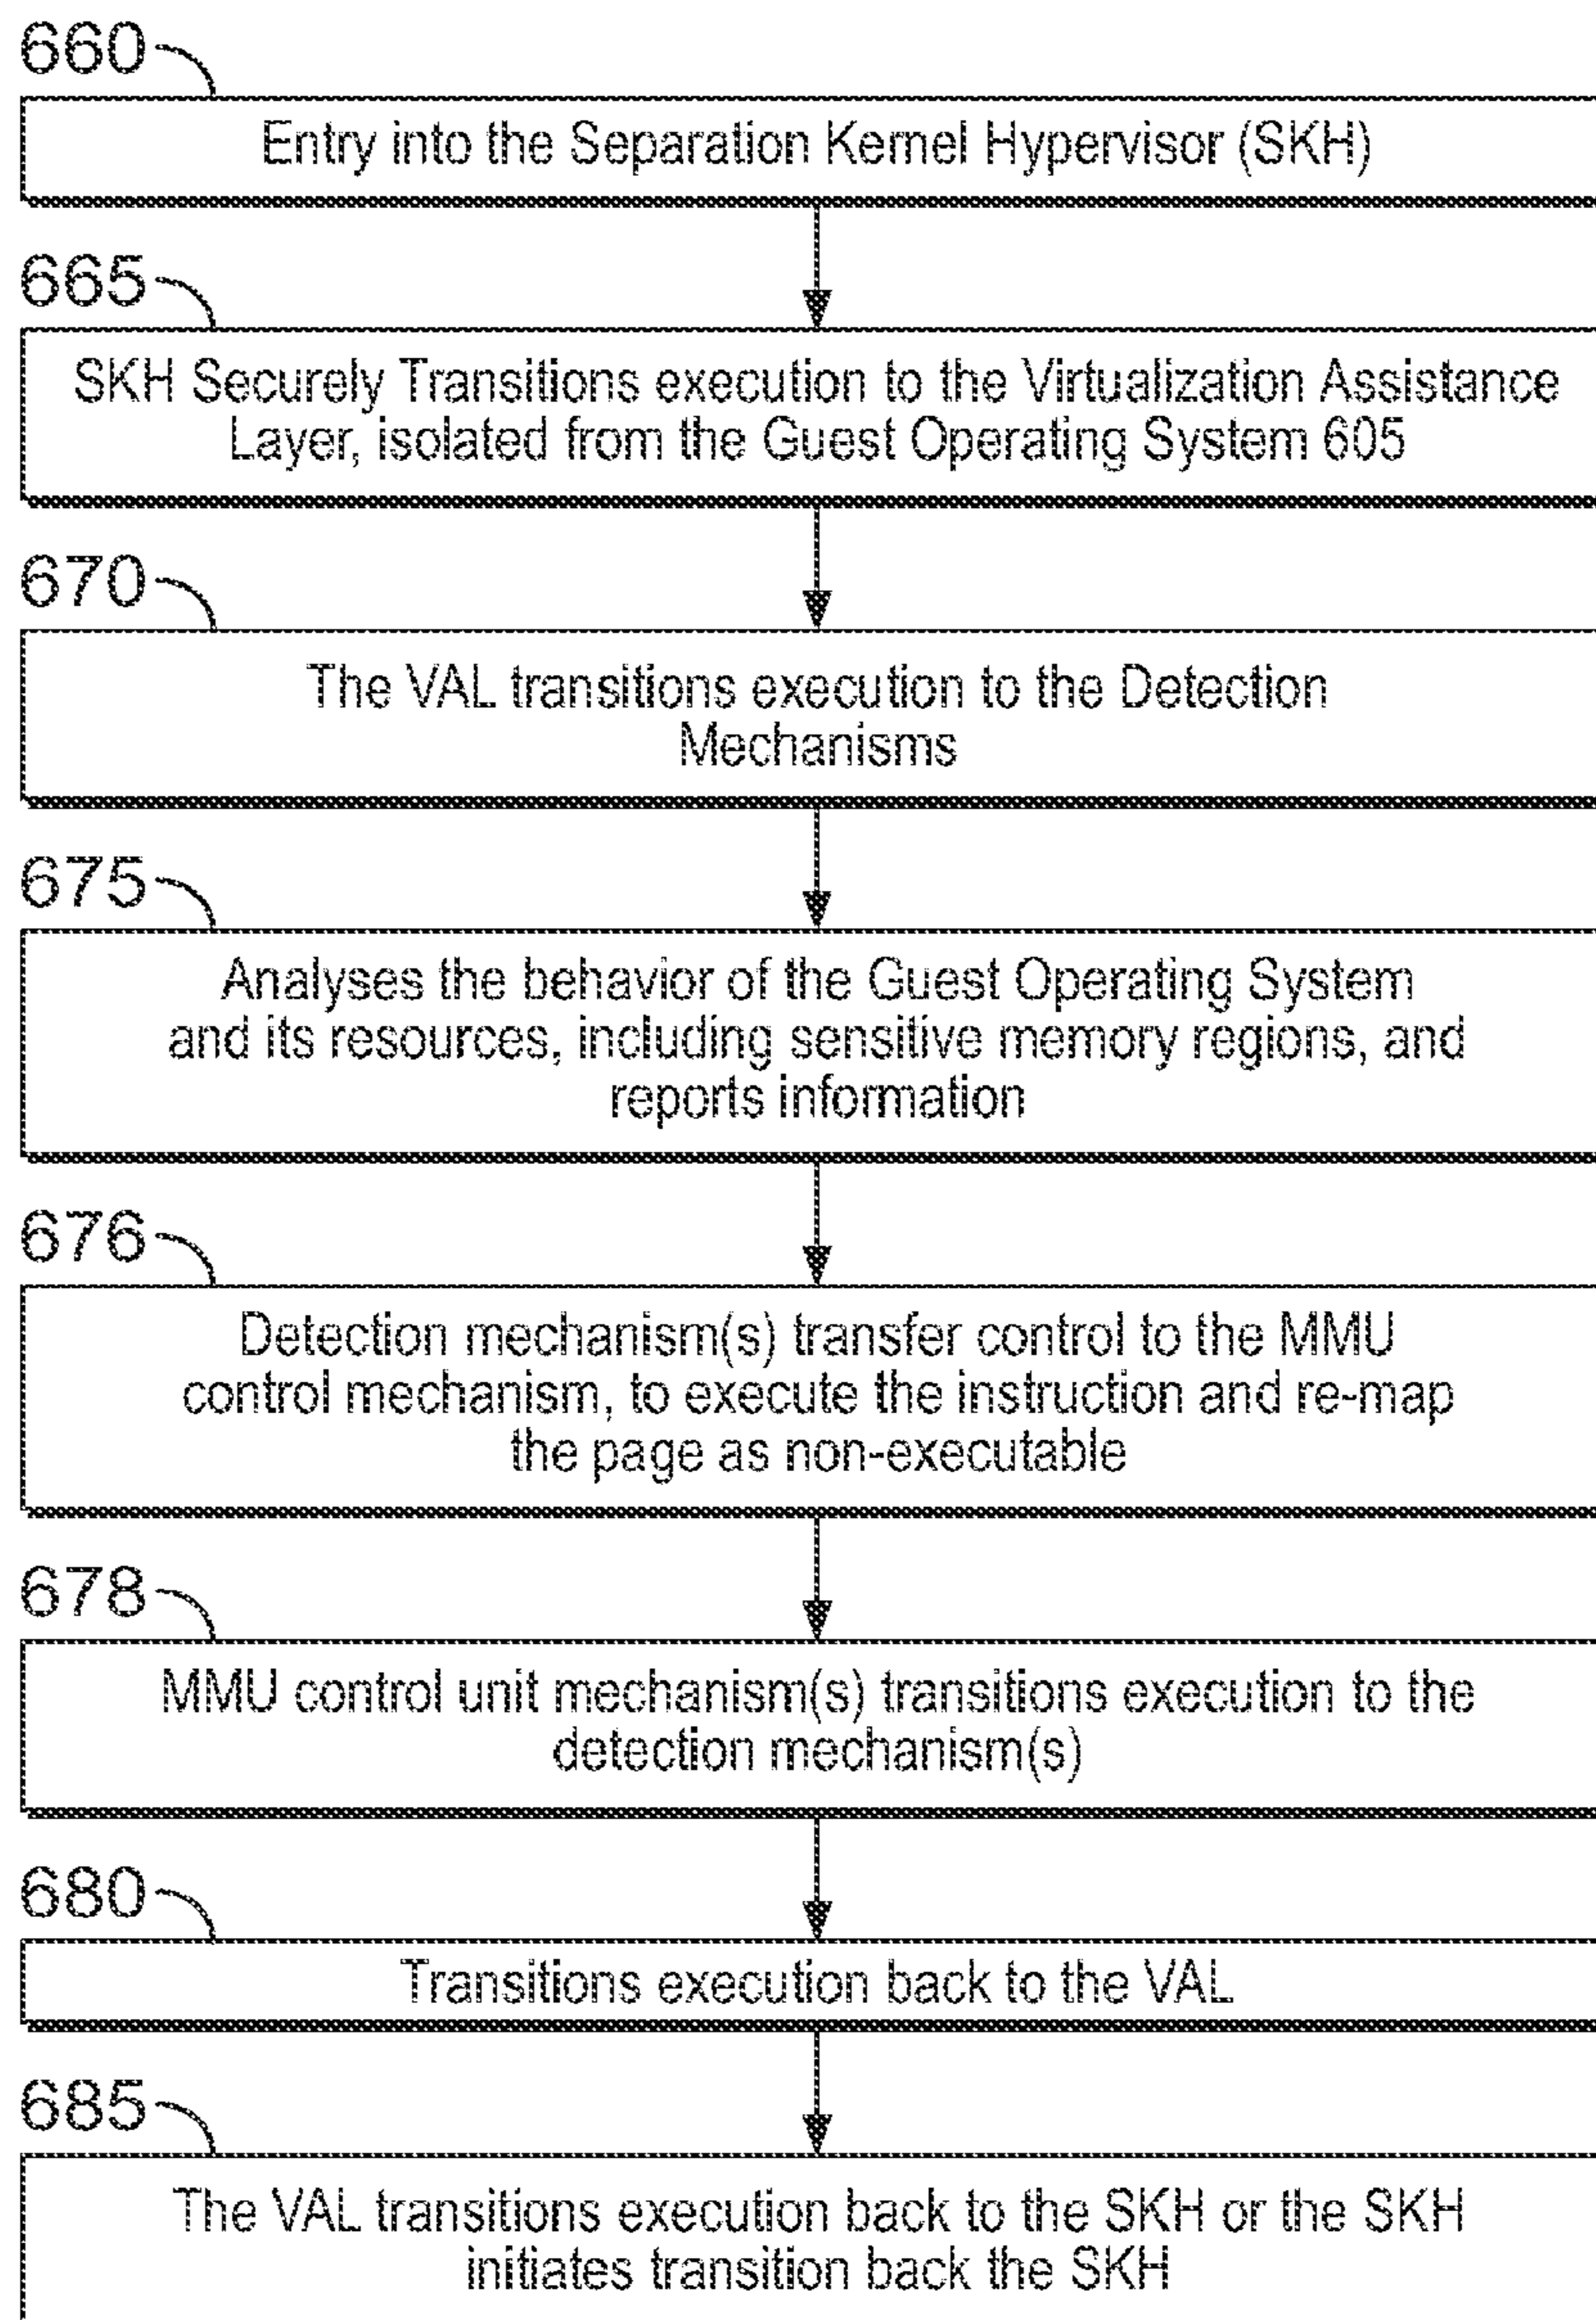 660
Entry into the Separation Kernel Hypervisor (SKH)
665
SKH Securely Transitions execution to the Virtualization Assistance
Layer, isolated from the Guest Operating System 605
670
The VAL transitions execution to the Detection
Mechanisms
675
Analyses the behavior of the Guest Operating System
and its resources, including sensitive memory regions, and
reports information
676
Detection mechanism(s) transfer control to the MMU
control mechanism, to execute the instruction and re-map
the page as non-executable
678
MMU control unit mechanism(s) transitions execution to the
detection mechanism(s)
680
Transitions execution back to the VAL
685
The VAL transitions execution back to the SKH or the SKH
initiates transition back the SKH